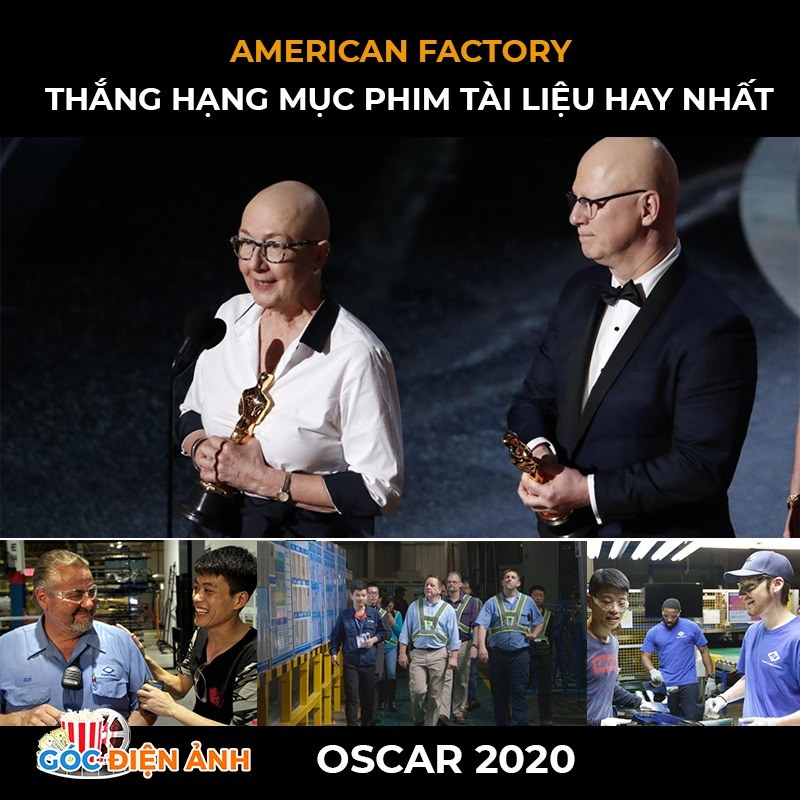 AMERICAN FACTORY
THẮNG HẠNG MỤC PHIM TÀI LIỆU HAY NHẤT
GÓC ĐIỆN ẢNH
OSCAR 2020